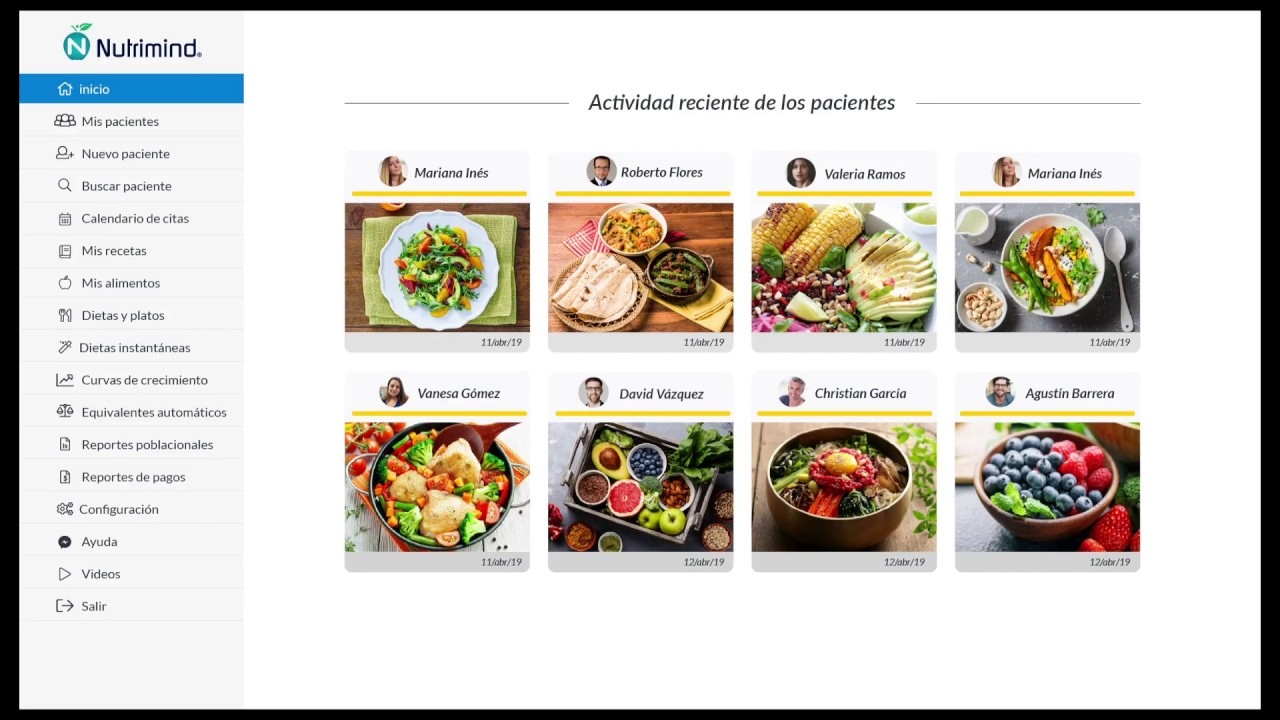 Nutrimind®
inicio
Mis pacientes
Nuevo paciente
Buscar paciente
Calendario de citas
Mis recetas
Mis alimentos
Dietas y platos
Dietas instantáneas
Curvas de crecimiento
Equivalentes automáticos
Reportes poblacionales
Reportes de pagos
Configuración
Ayuda
Videos
Salir
Actividad reciente de los pacientes
Mariana Inés
11/abr/19
Roberto Flores
11/abr/19
Valeria Ramos
11/abr/19
Mariana Inés
11/abr/19
Vanesa Gómez
11/abr/19
David Vázquez
12/abr/19
Christian García
12/abr/19
Agustín Barrera
12/abr/19